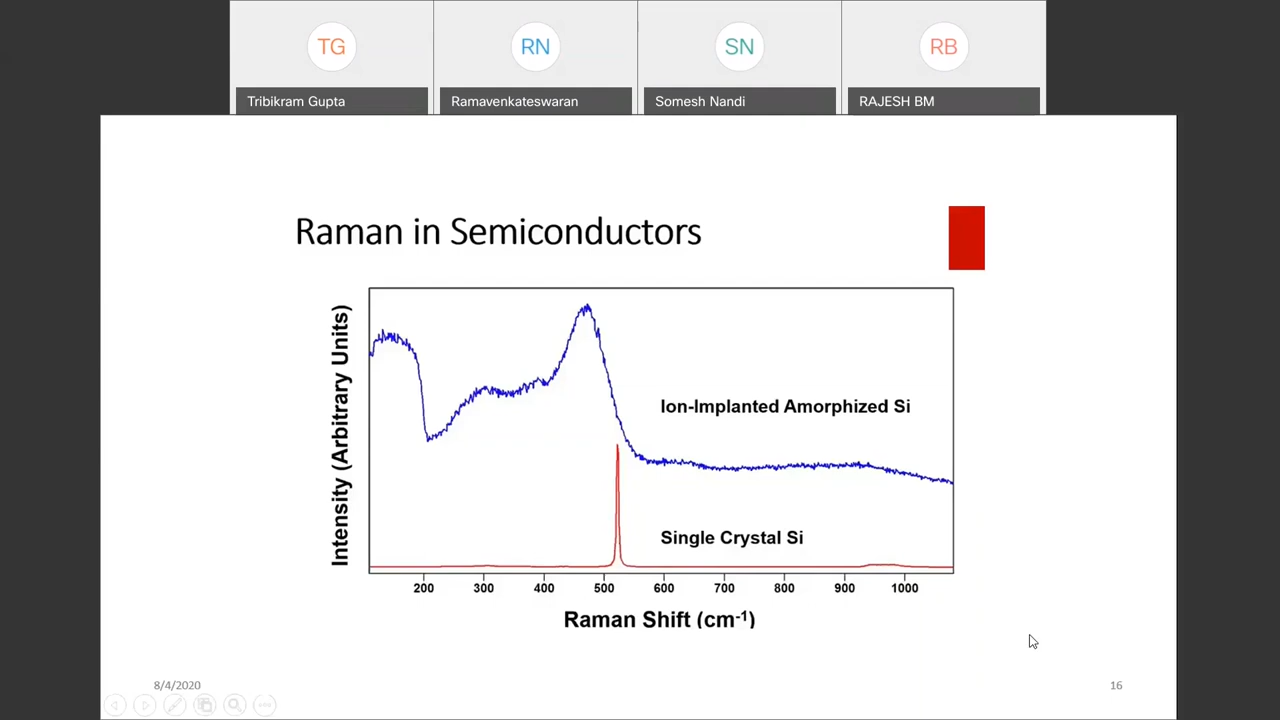 TG
RN
SN
RB
Tribikram Gupta
Ramavenkateswaran
Somesh Nandi
RAJESH BM
Raman in Semiconductors
Intensity (Arbitrary Units)
Ion-Implanted Amorphized Si
Single Crystal Si
200 300 400 500 600 700 800 900 1000
Raman Shift (cm⁻¹)
8/4/2020
16